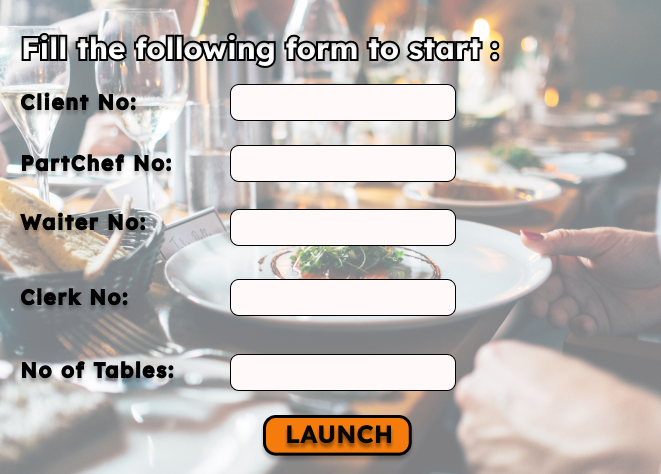 Fill the following form to start :
Client No:
PartChef No:
Waiter No:
Clerk No:
No of Tables:
LAUNCH